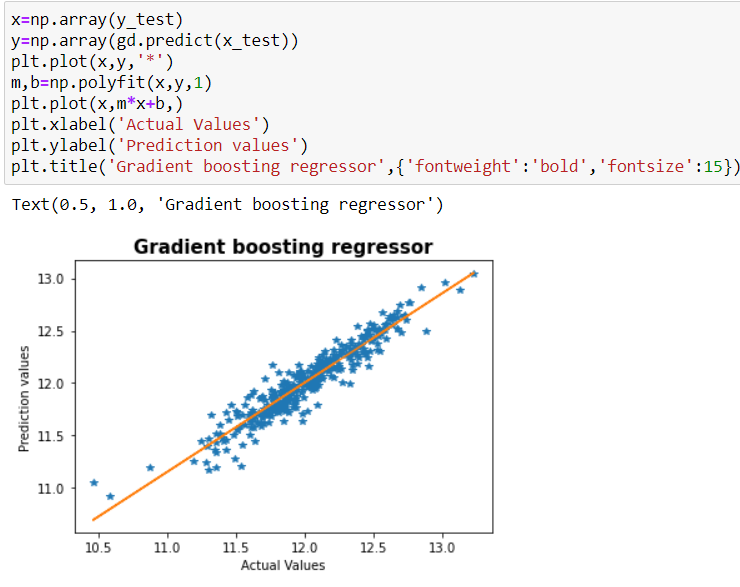 x=np.array(y_test)
y=np.array(gd.predict(x_test))
plt.plot(x,y,'*')
m,b=np.polyfit(x,y,1)
plt.plot(x,m*x+b,)
plt.xlabel('Actual Values')
plt.ylabel('Prediction values')
plt.title('Gradient boosting regressor',{'fontweight':'bold','fontsize':15})
Text(0.5, 1.0, 'Gradient boosting regressor')
Gradient boosting regressor
13.0
12.5
12.0
11.5
11.0
Prediction values
10.5 11.0 11.5 12.0 12.5 13.0
Actual Values